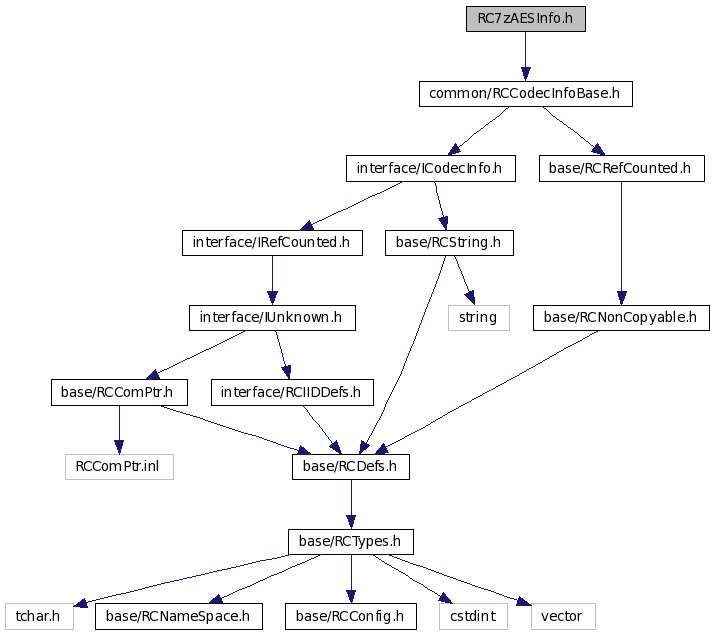 RC7zAESInfo.h
common/RCCodecInfoBase.h
interface/ICodecInfo.h
base/RCRefCounted.h
interface/IRefCounted.h
base/RCString.h
interface/IUnknown.h
string
base/RCNonCopyable.h
base/RCComPtr.h
interface/RCIIDDefs.h
RCComPtr.inl
base/RCDefs.h
base/RCTypes.h
tchar.h
base/RCNameSpace.h
base/RCConfig.h
cstdint
vector